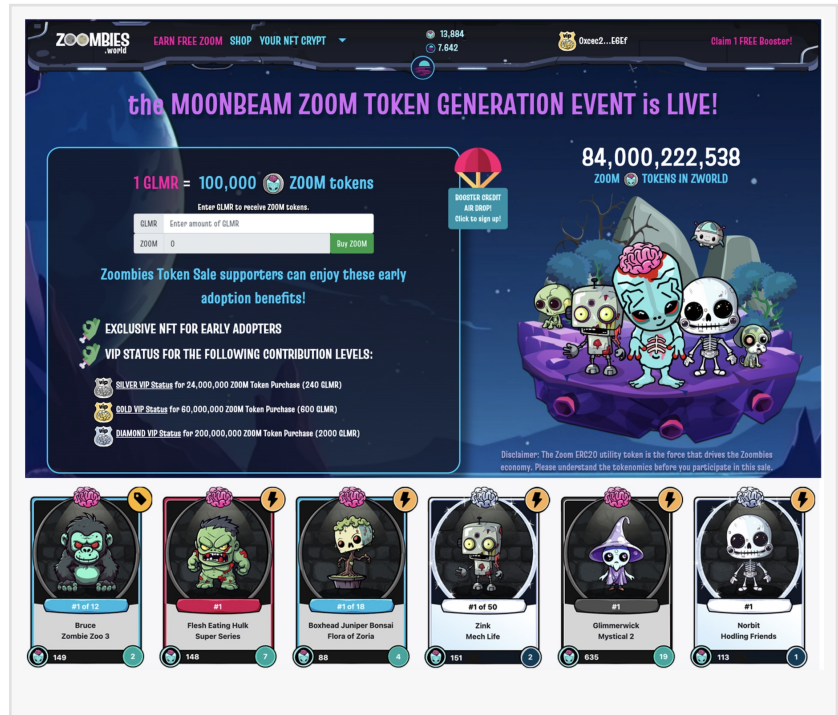 ZOOMBIES
.world
EARN FREE ZOOM SHOP YOUR NFT CRYPT
13,884
7.642
VIP
0xcec2...E6Ef
Claim 1 FREE Booster!
the MOONBEAM ZOOM TOKEN GENERATION EVENT is LIVE!
1 GLMR = 100,000 ZOOM tokens
Enter GLMR to receive ZOOM tokens.
GLMR Enter amount of GLMR
ZOOM 0 Buy ZOOM
Zoombies Token Sale supporters can enjoy these early
adoption benefits!
EXCLUSIVE NFT FOR EARLY ADOPTERS
VIP STATUS FOR THE FOLLOWING CONTRIBUTION LEVELS:
SILVER VIP Status for 24,000,000 ZOOM Token Purchase (240 GLMR)
GOLD VIP Status for 60,000,000 ZOOM Token Purchase (600 GLMR)
DIAMOND VIP Status for 200,000,000 ZOOM Token Purchase (2000 GLMR)
BOOSTER CREDIT
AIR DROP!
Click to sign up!
84,000,222,538
ZOOM TOKENS IN ZWORLD
Disclaimer: The Zoom ERC20 utility token is the force that drives the Zoombies
economy. Please understand the tokenomics before you participate in this sale.
#1 of 12
Bruce
Zombie Zoo 3
149 2
#1
Flesh Eating Hulk
Super Series
148 7
#1 of 18
Boxhead Juniper Bonsai
Flora of Zoria
88 4
#1 of 50
Zink
Mech Life
151 2
#1
Glimmerwick
Mystical 2
635 19
#1
Norbit
Hodling Friends
113 1